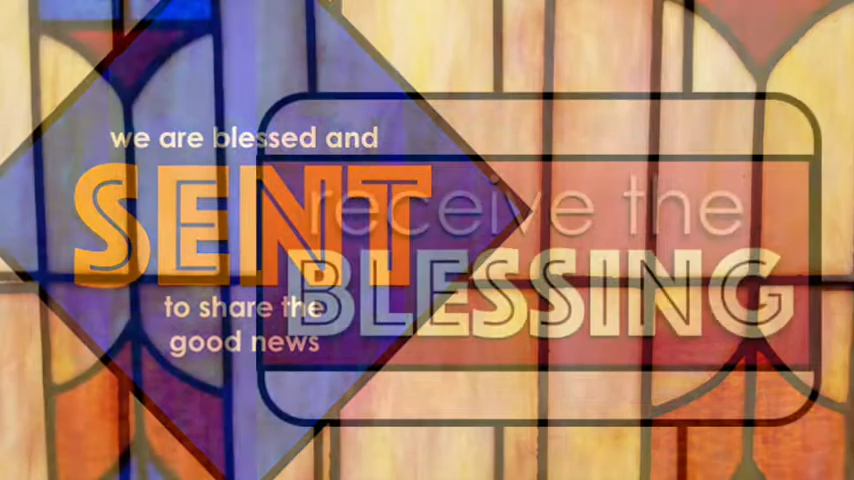 we are blessed and
SENT
to share the
good news
receive the
BLESSING